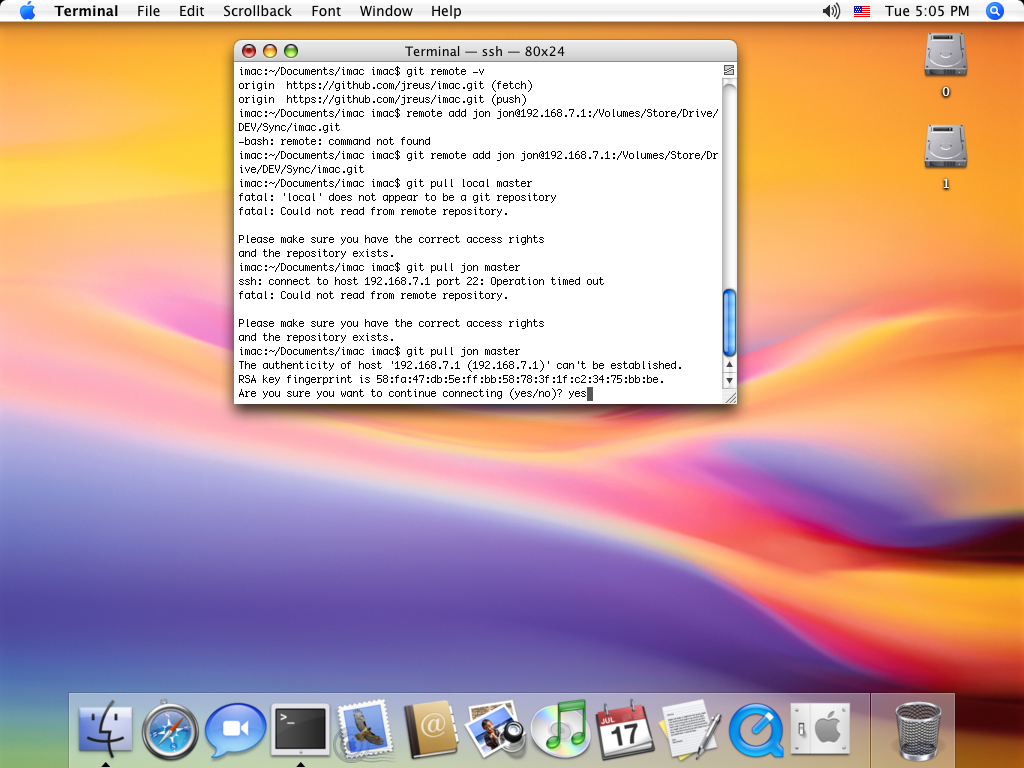 Terminal File Edit Scrollback Font Window Help Tue 5:05 PM
Terminal — ssh — 80x24
imac:~/Documents/imac imac$ git remote -v
origin  https://github.com/jreus/imac.git (fetch)
origin  https://github.com/jreus/imac.git (push)
imac:~/Documents/imac imac$ remote add jon jon@192.168.7.1:/Volumes/Store/Drive/
DEV/Sync/imac.git
-bash: remote: command not found
imac:~/Documents/imac imac$ git remote add jon jon@192.168.7.1:/Volumes/Store/Dr
ive/DEV/Sync/imac.git
imac:~/Documents/imac imac$ git pull local master
fatal: 'local' does not appear to be a git repository
fatal: Could not read from remote repository.
Please make sure you have the correct access rights
and the repository exists.
imac:~/Documents/imac imac$ git pull jon master
ssh: connect to host 192.168.7.1 port 22: Operation timed out
fatal: Could not read from remote repository.
Please make sure you have the correct access rights
and the repository exists.
imac:~/Documents/imac imac$ git pull jon master
The authenticity of host '192.168.7.1 (192.168.7.1)' can't be established.
RSA key fingerprint is 58:fa:47:db:5e:ff:bb:58:78:3f:1f:c2:34:75:bb:be.
Are you sure you want to continue connecting (yes/no)? yes
0
1
>_
@
JUL
17